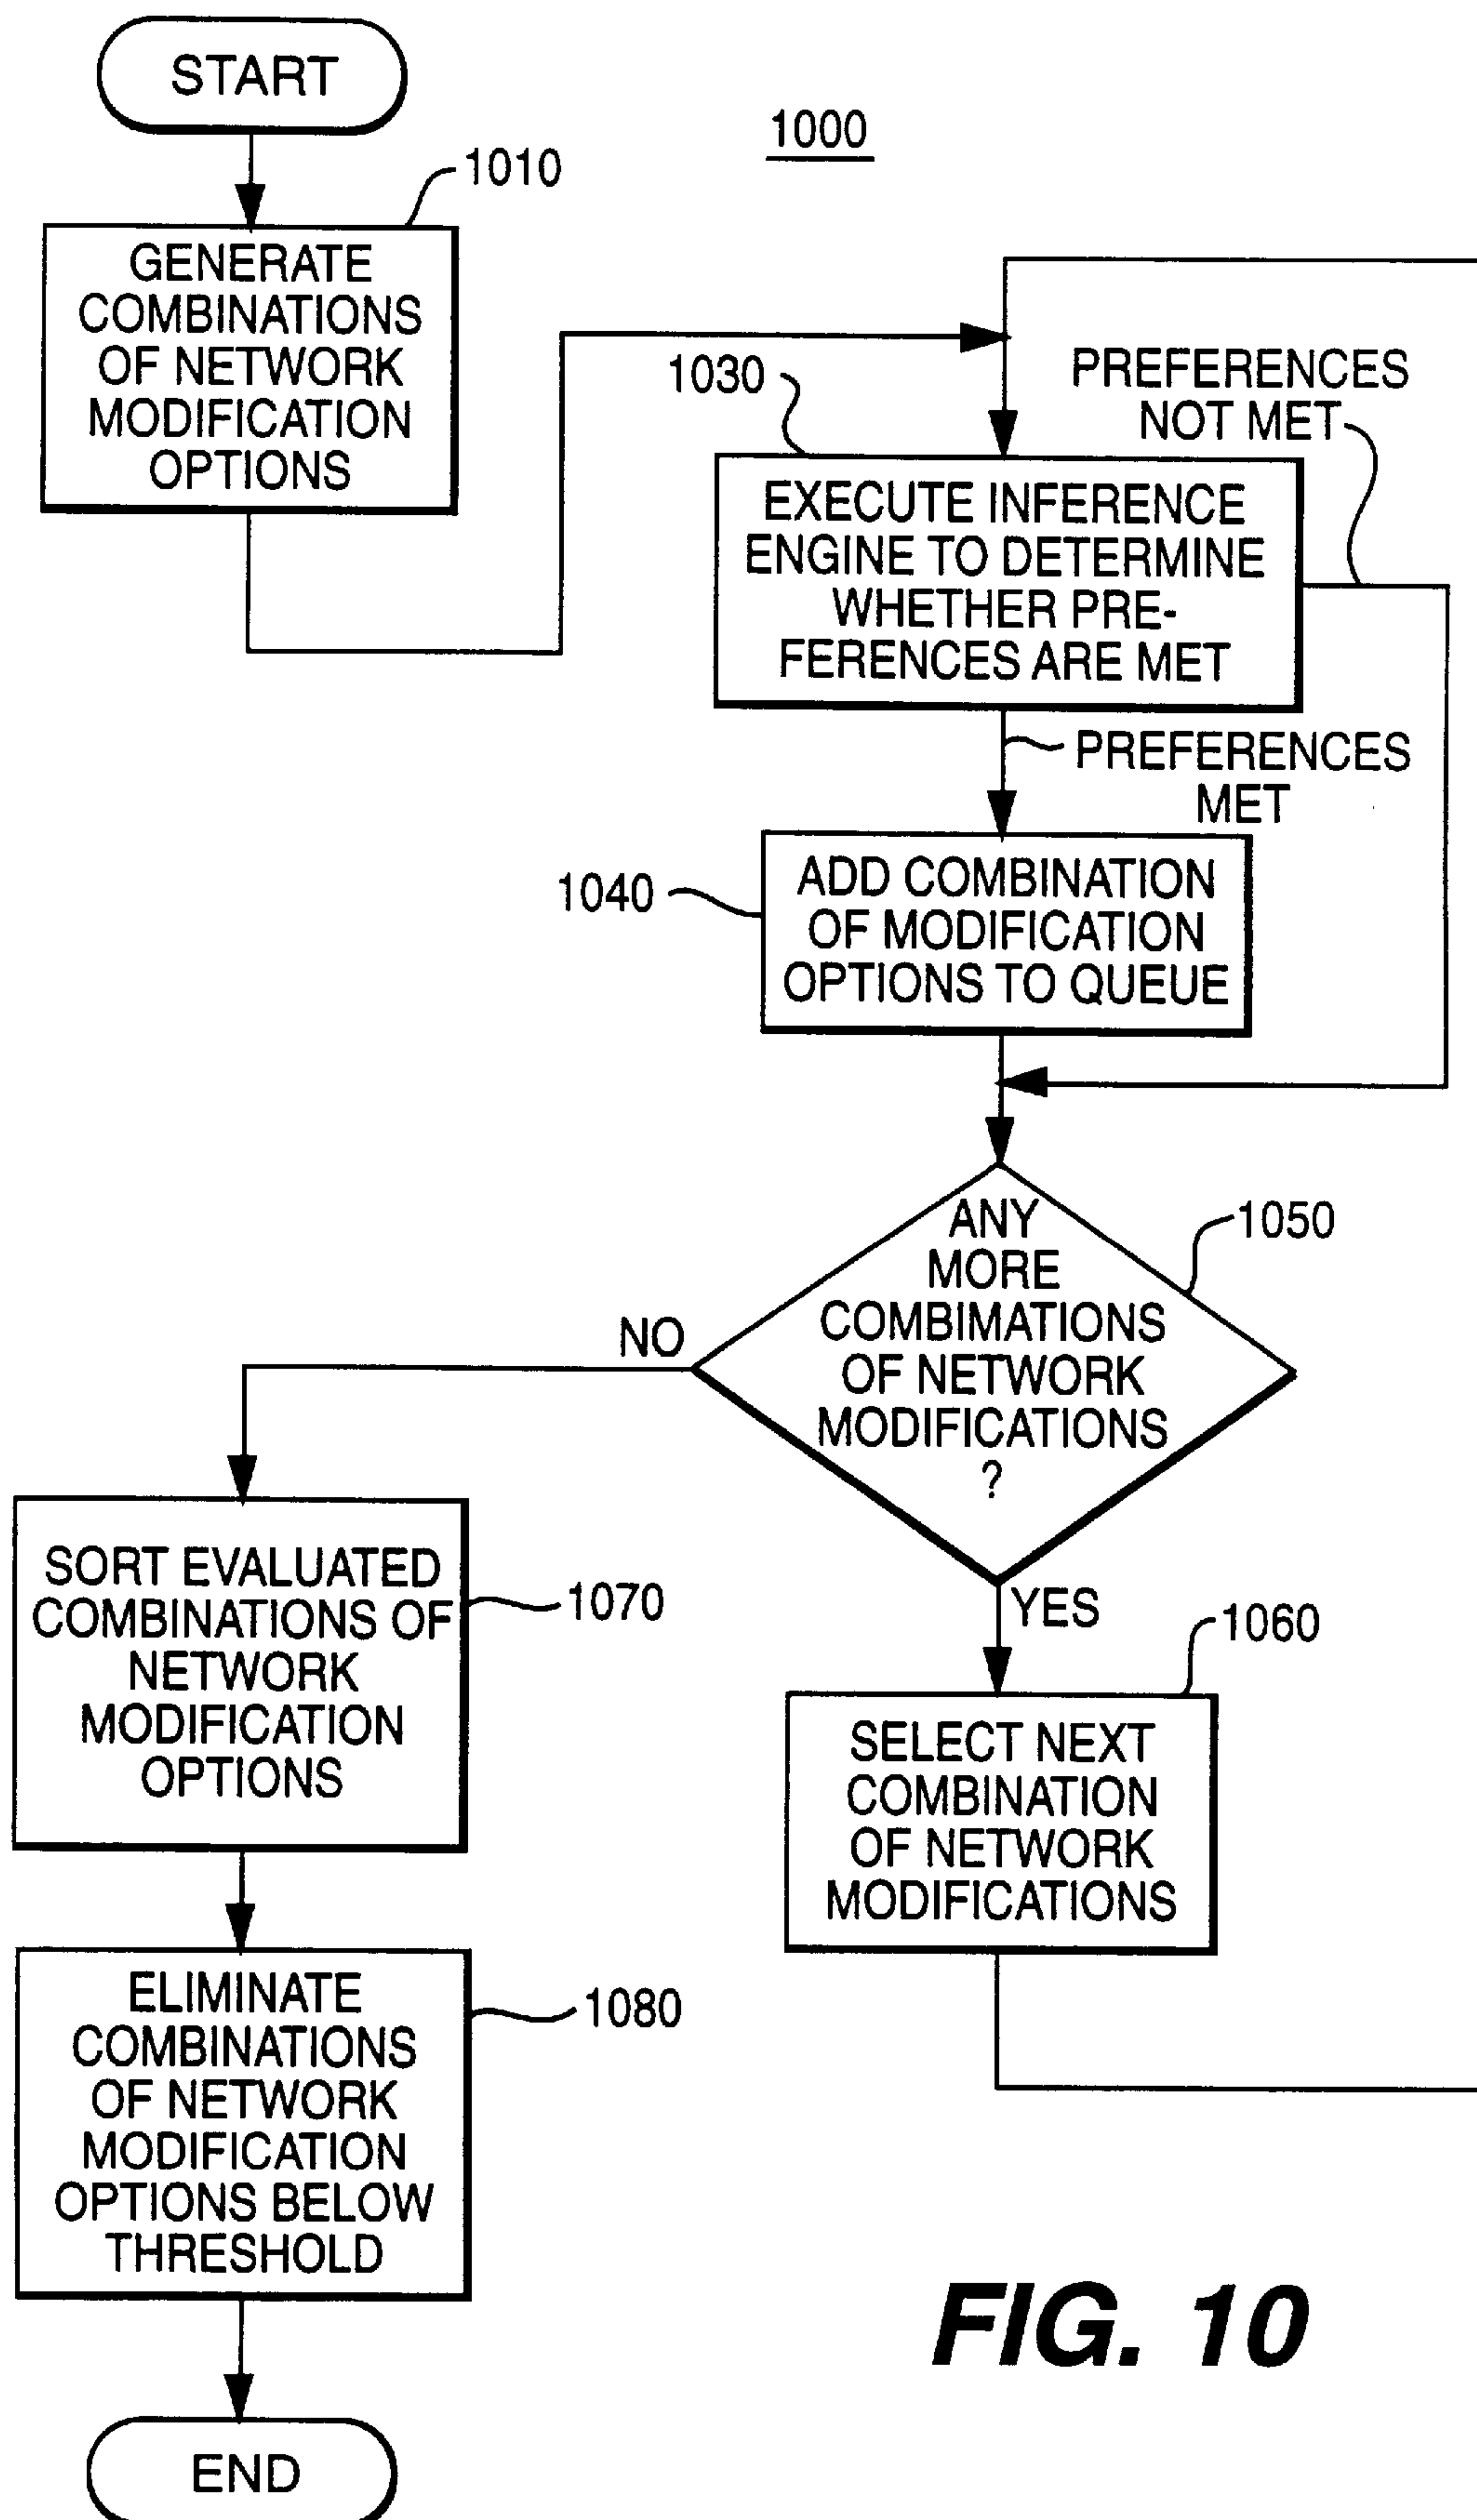 START
1000
1010
GENERATE
COMBINATIONS
OF NETWORK
MODIFICATION
OPTIONS
1030
PREFERENCES
NOT MET
EXECUTE INFERENCE
ENGINE TO DETERMINE
WHETHER PRE-
FERENCES ARE MET
PREFERENCES
MET
1040
ADD COMBINATION
OF MODIFICATION
OPTIONS TO QUEUE
ANY
MORE
COMBIMATIONS
OF NETWORK
MODIFICATIONS
?
1050
NO
YES
SORT EVALUATED
COMBINATIONS OF
NETWORK
MODIFICATION
OPTIONS
1070
1060
SELECT NEXT
COMBINATION
OF NETWORK
MODIFICATIONS
ELIMINATE
COMBINATIONS
OF NETWORK
MODIFICATION
OPTIONS BELOW
THRESHOLD
1080
END
FIG. 10